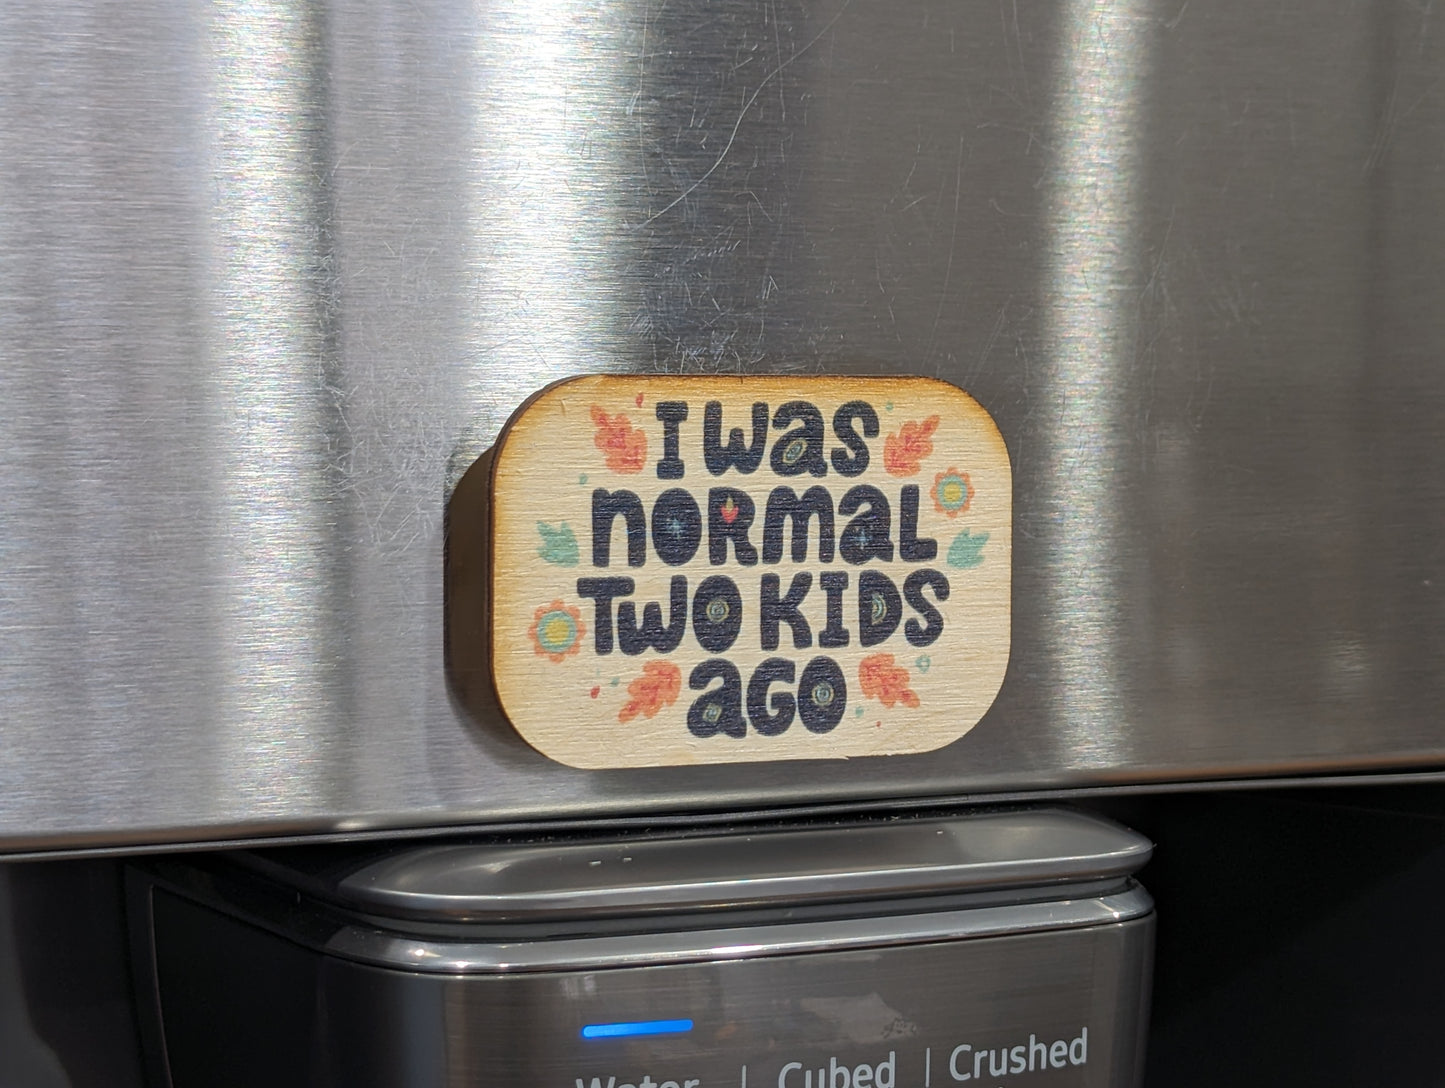 I was
normal
Two Kids
ago
Water | Cubed | Crushed